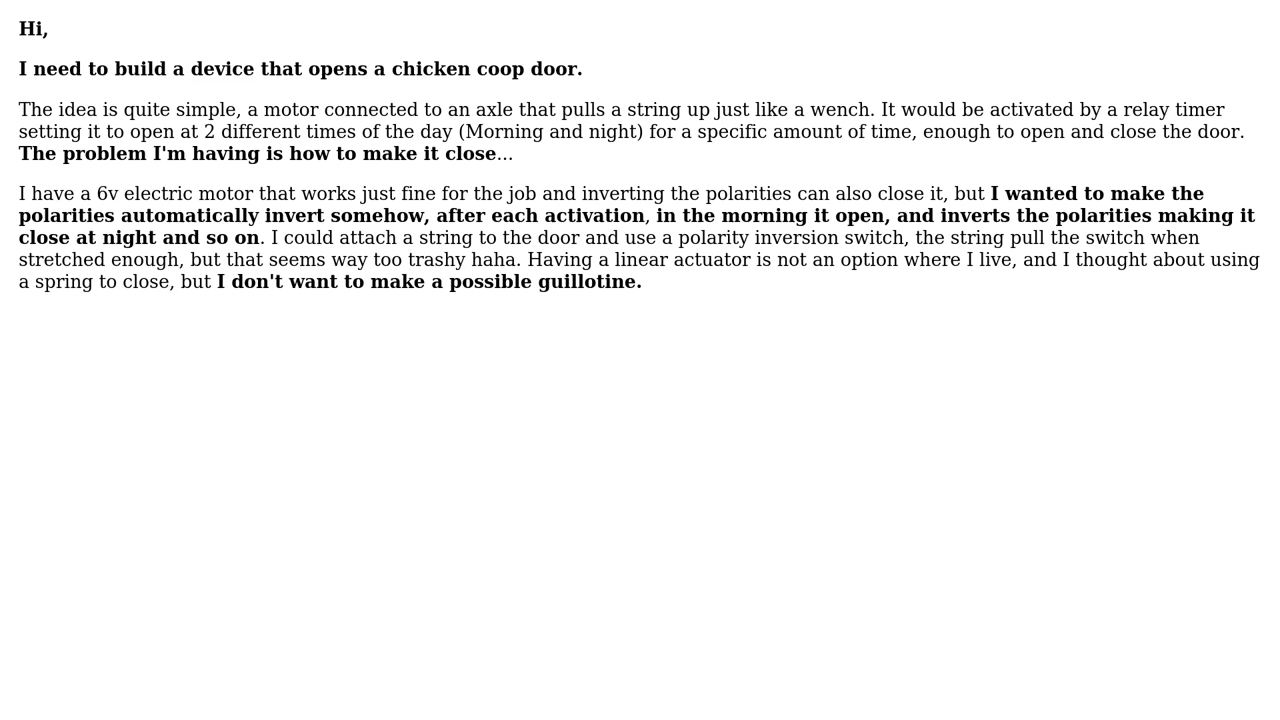 Hi,
I need to build a device that opens a chicken coop door.
The idea is quite simple, a motor connected to an axle that pulls a string up just like a wench. It would be activated by a relay timer
setting it to open at 2 different times of the day (Morning and night) for a specific amount of time, enough to open and close the door.
The problem I'm having is how to make it close...
I have a 6v electric motor that works just fine for the job and inverting the polarities can also close it, but I wanted to make the
polarities automatically invert somehow, after each activation, in the morning it open, and inverts the polarities making it
close at night and so on. I could attach a string to the door and use a polarity inversion switch, the string pull the switch when
stretched enough, but that seems way too trashy haha. Having a linear actuator is not an option where I live, and I thought about using
a spring to close, but I don't want to make a possible guillotine.